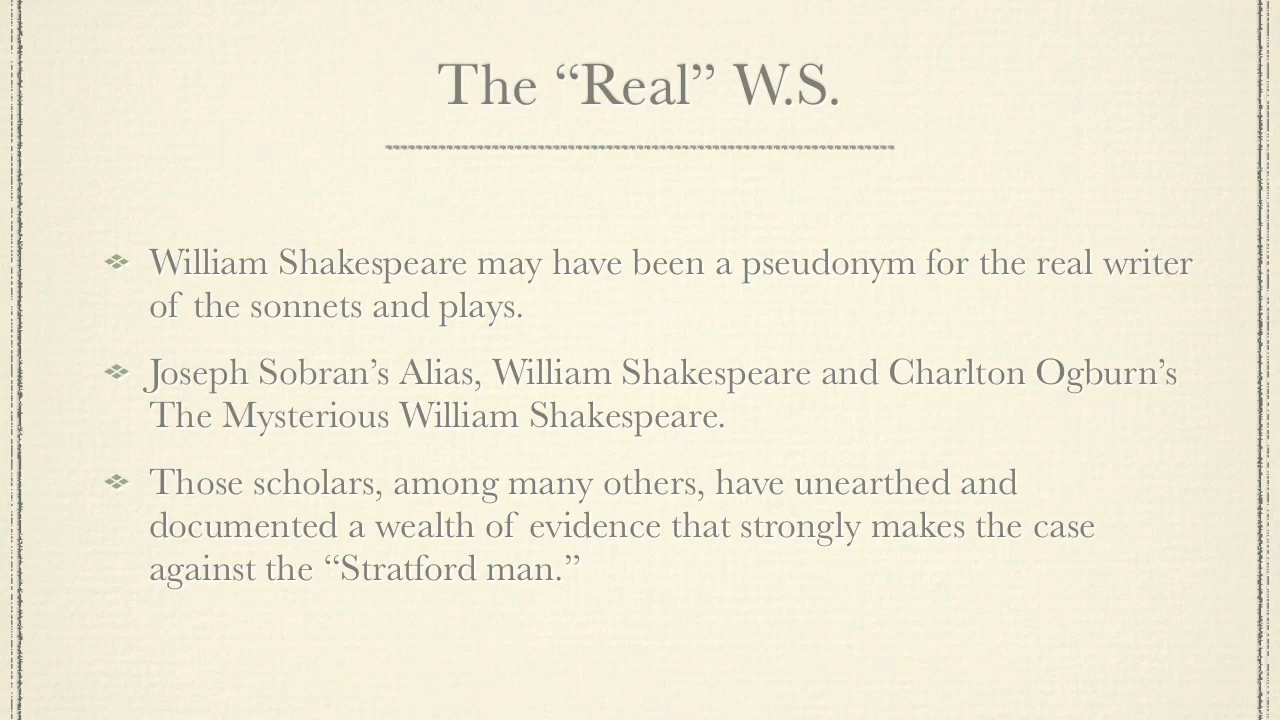 The “Real” W.S.
William Shakespeare may have been a pseudonym for the real writer
of the sonnets and plays.
Joseph Sobran’s Alias, William Shakespeare and Charlton Ogburn’s
The Mysterious William Shakespeare.
Those scholars, among many others, have unearthed and
documented a wealth of evidence that strongly makes the case
against the “Stratford man.”